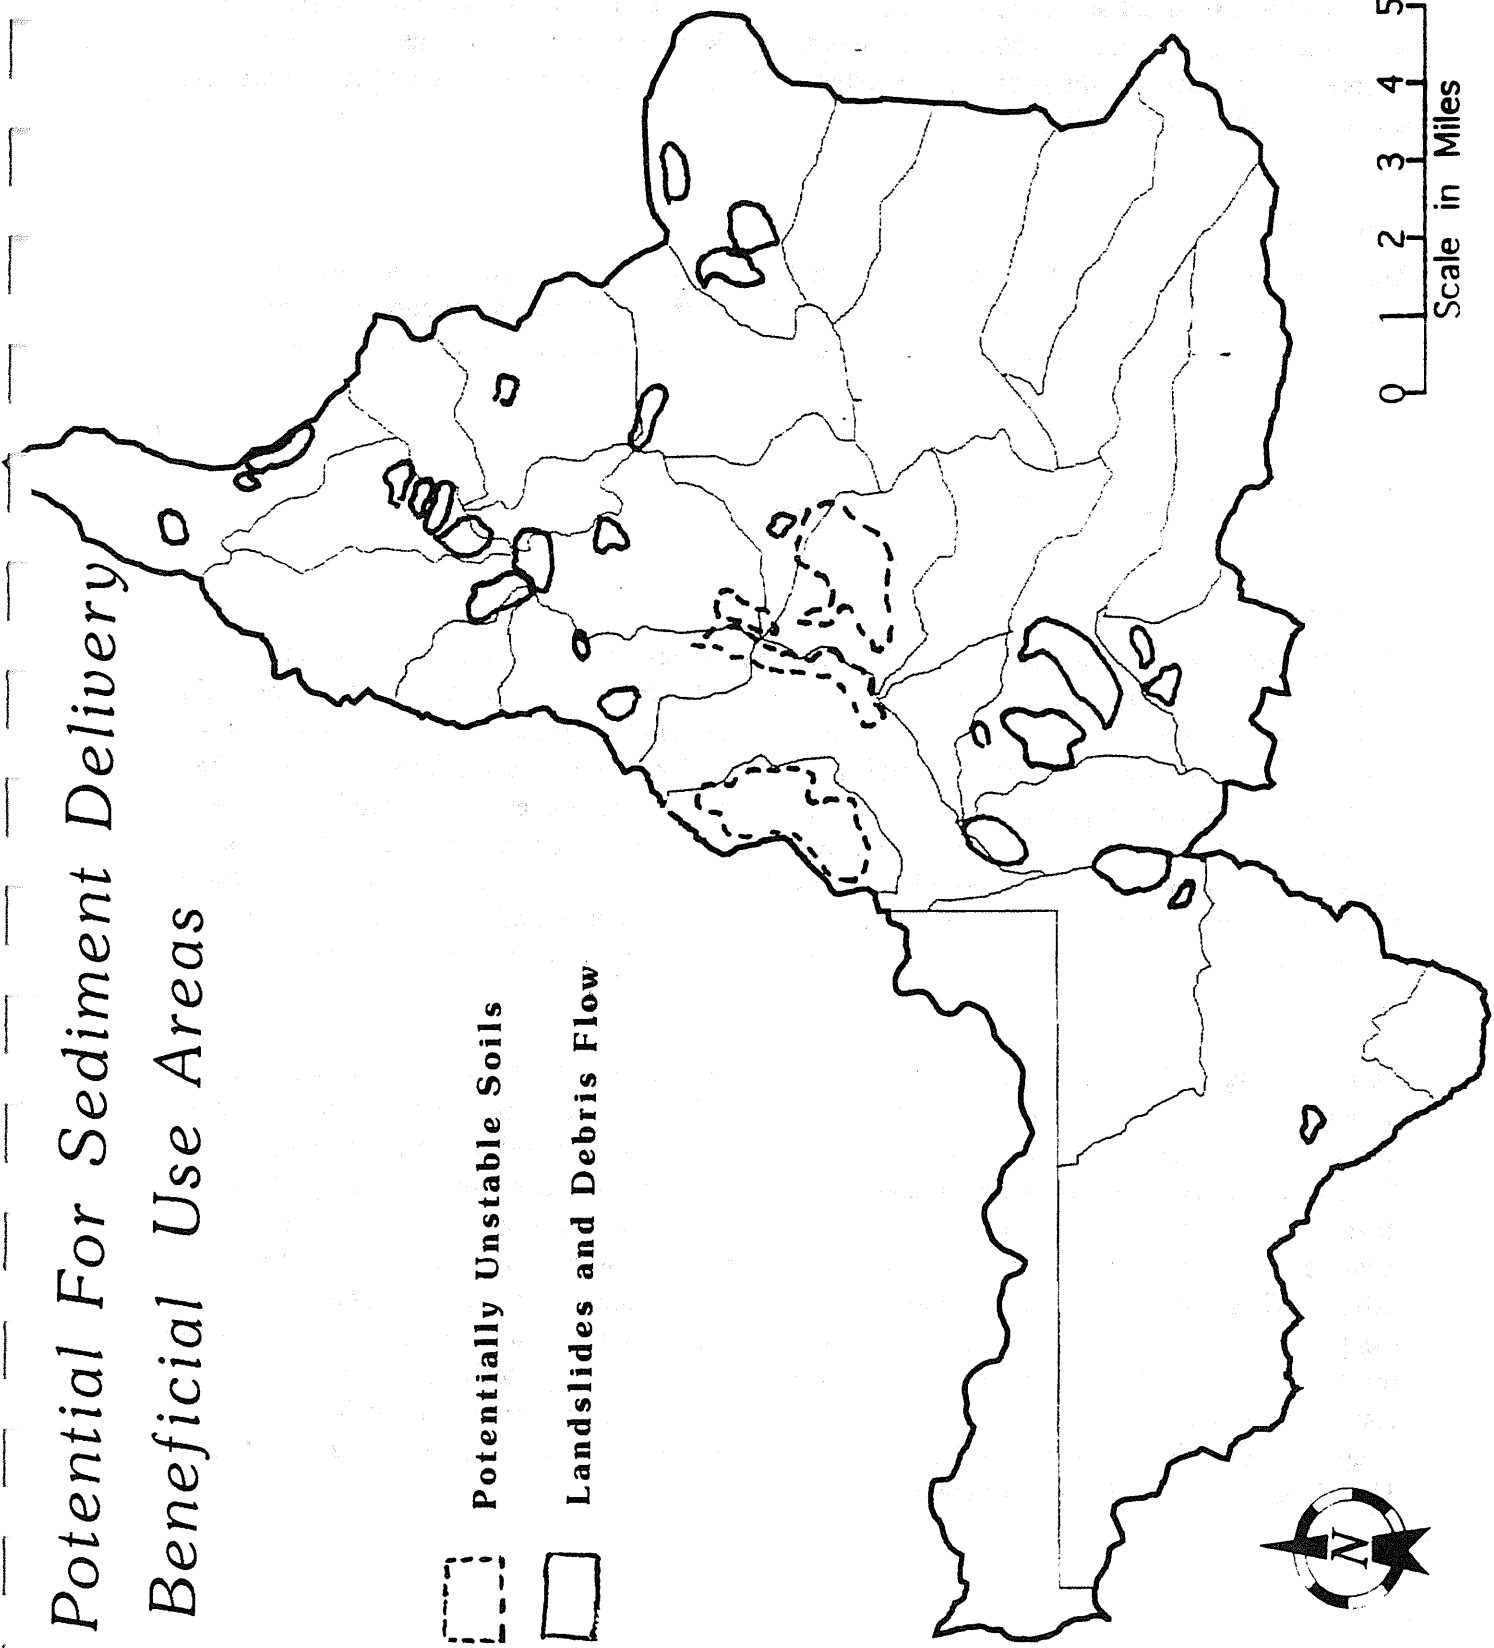 Potential For Sediment Delivery
Beneficial Use Areas
Potentially Unstable Soils
Landslides and Debris Flow
N
0 1 2 3 4 5
Scale in Miles